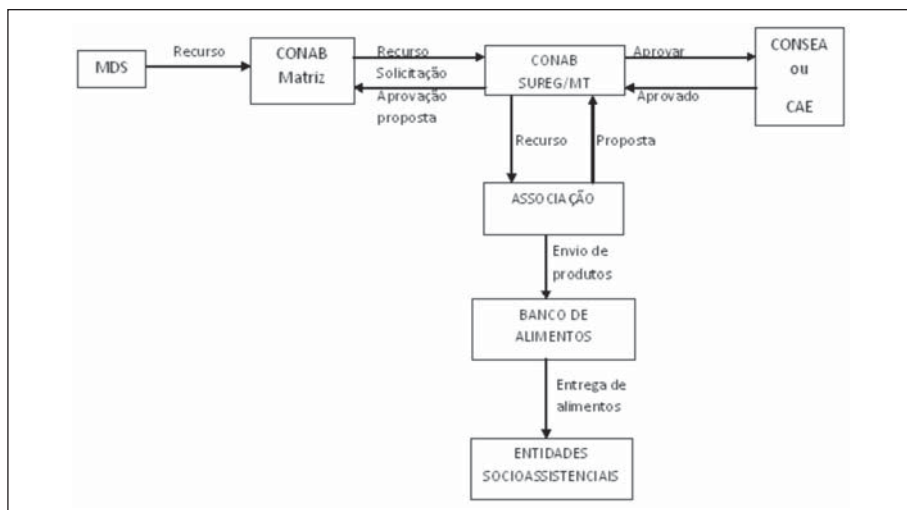 MDS
Recurso
CONAB
Matriz
Recurso
Solicitação
Aprovação
proposta
CONAB
SUREG/MT
Aprovar
Aprovado
CONSEA
ou
CAE
Recurso
Proposta
ASSOCIAÇÃO
Envio de
produtos
BANCO DE
ALIMENTOS
Entrega de
alimentos
ENTIDADES
SOCIOASSISTENCIAIS